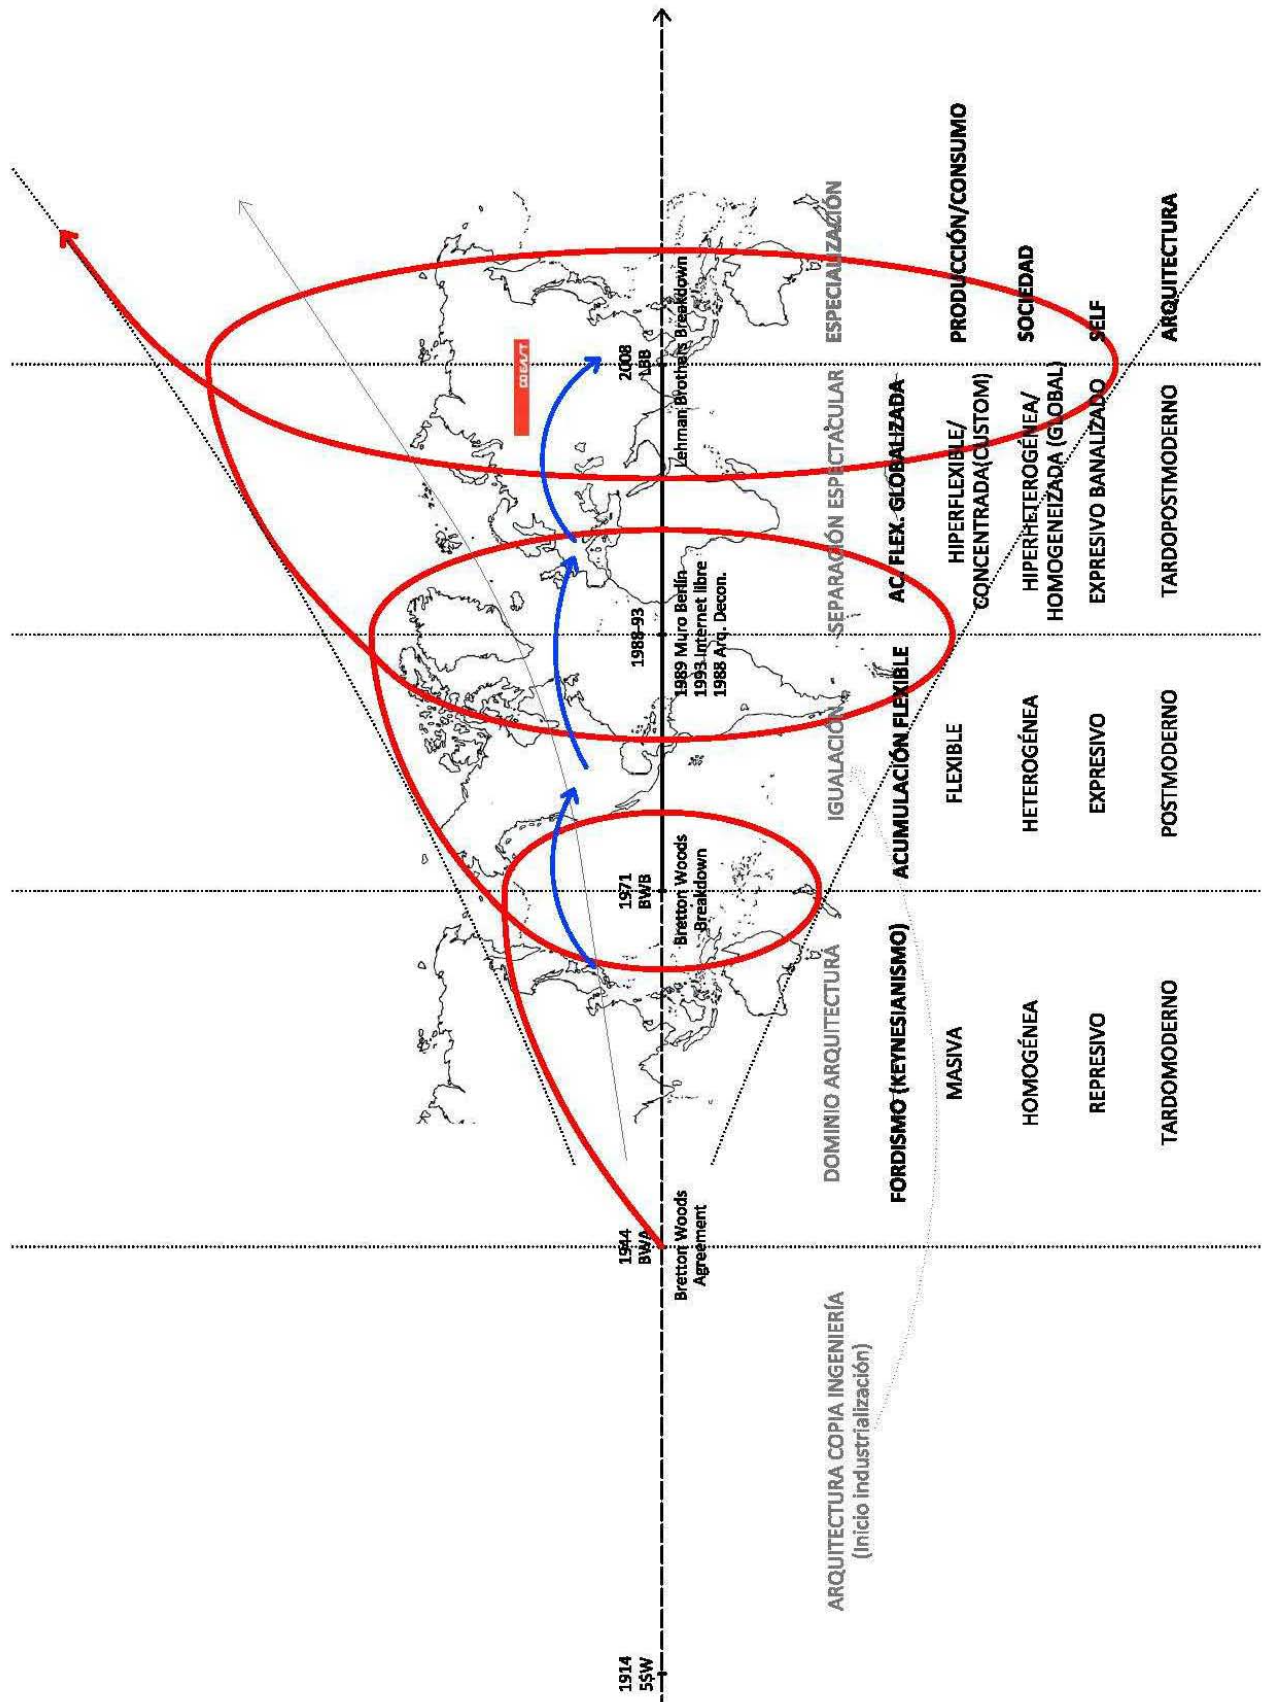 1914
5$W
1944
BWA
Bretton Woods
Agreement
1971
BWB
Bretton Woods
Breakdown
1988-93
1989 Muro Berlín
1993 Internet libre
1988 Arq. Decon.
2008
LBB
Lehman Brothers Breakdown
ARQUITECTURA COPIA INGENIERÍA
(Inicio industrialización)
DOMINIO ARQUITECTURA
IGUALACIÓN
SEPARACIÓN ESPECTACULAR
ESPECIALIZACIÓN
FORDISMO (KEYNESIANISMO)
ACUMULACIÓN FLEXIBLE
AC. FLEX. GLOBALIZADA
MASIVA
FLEXIBLE
HIPERFLEXIBLE/
CONCENTRADA(CUSTOM)
PRODUCCIÓN/CONSUMO
HOMOGÉNEA
HETEROGÉNEA
HIPERHETEROGÉNEA/
HOMOGENEIZADA (GLOBAL)
SOCIEDAD
REPRESIVO
EXPRESIVO
EXPRESIVO BANALIZADO
SELF
TARDOMODERNO
POSTMODERNO
TARDOPOSTMODERNO
ARQUITECTURA